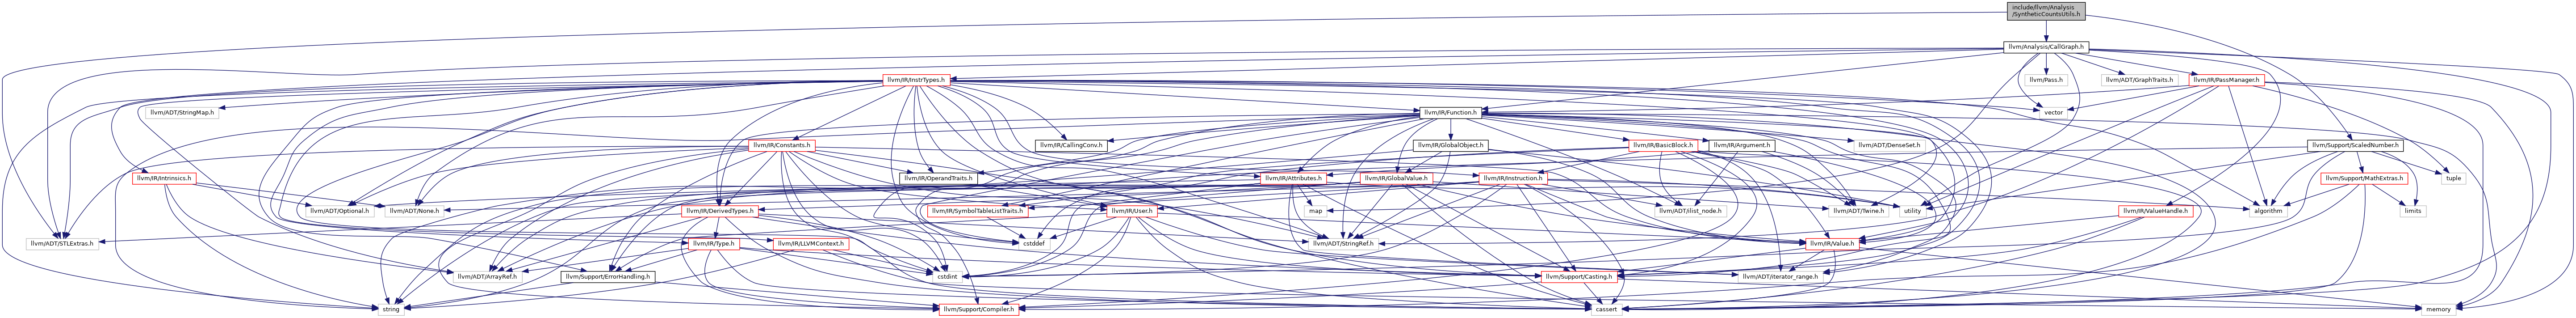 include/llvm/Analysis
/SyntheticCountsUtils.h
llvm/Analysis/CallGraph.h
llvm/IR/InstrTypes.h
llvm/Pass.h
llvm/ADT/GraphTraits.h
llvm/IR/PassManager.h
llvm/ADT/StringMap.h
llvm/IR/Function.h
vector
llvm/IR/Constants.h
llvm/IR/CallingConv.h
llvm/IR/GlobalObject.h
llvm/IR/BasicBlock.h
llvm/IR/Argument.h
llvm/ADT/DenseSet.h
llvm/Support/ScaledNumber.h
llvm/IR/Intrinsics.h
llvm/IR/OperandTraits.h
llvm/IR/Attributes.h
llvm/IR/GlobalValue.h
llvm/IR/Instruction.h
llvm/Support/MathExtras.h
tuple
llvm/ADT/Optional.h
llvm/ADT/None.h
llvm/IR/DerivedTypes.h
llvm/IR/SymbolTableListTraits.h
llvm/IR/User.h
map
llvm/ADT/ilist_node.h
llvm/ADT/Twine.h
utility
llvm/IR/ValueHandle.h
algorithm
limits
llvm/ADT/STLExtras.h
llvm/IR/Type.h
llvm/IR/LLVMContext.h
cstddef
llvm/ADT/StringRef.h
llvm/IR/Value.h
llvm/ADT/ArrayRef.h
llvm/Support/ErrorHandling.h
cstdint
llvm/Support/Casting.h
llvm/ADT/iterator_range.h
string
llvm/Support/Compiler.h
cassert
memory